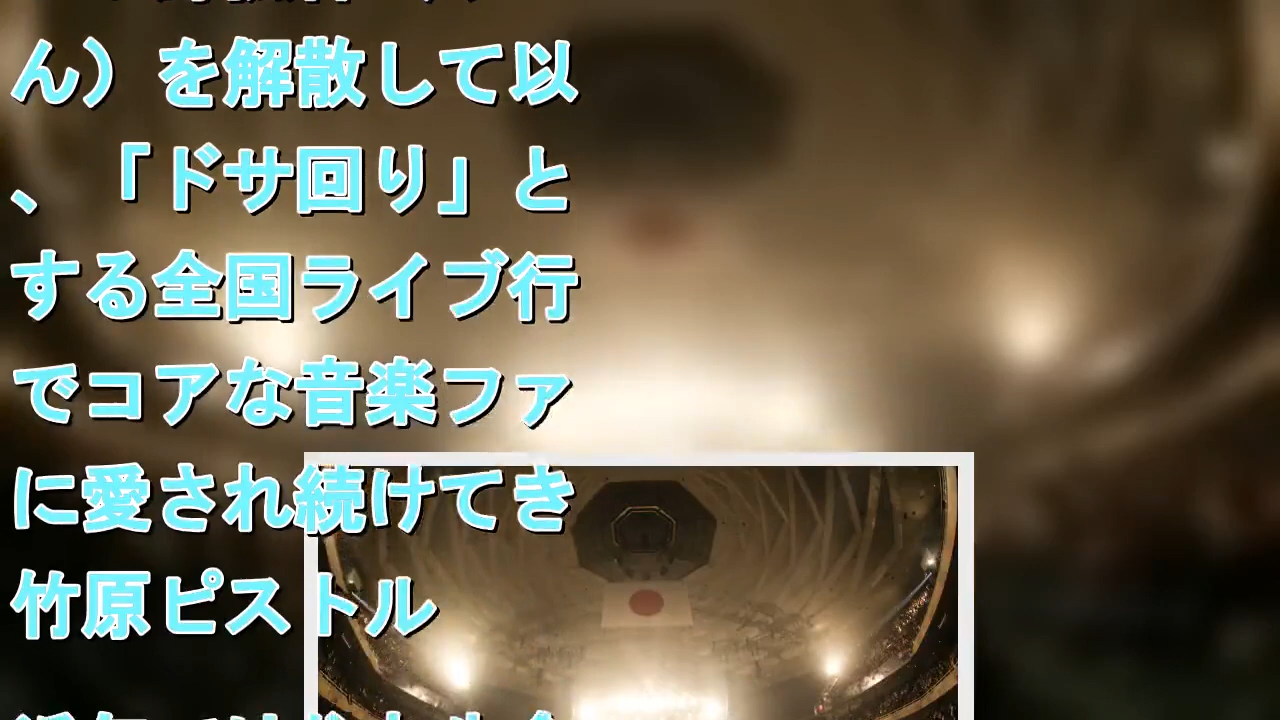 ん）を解散して以
、「ドサ回り」と
する全国ライブ行
でコアな音楽ファ
に愛され続けてき
竹原ピストル